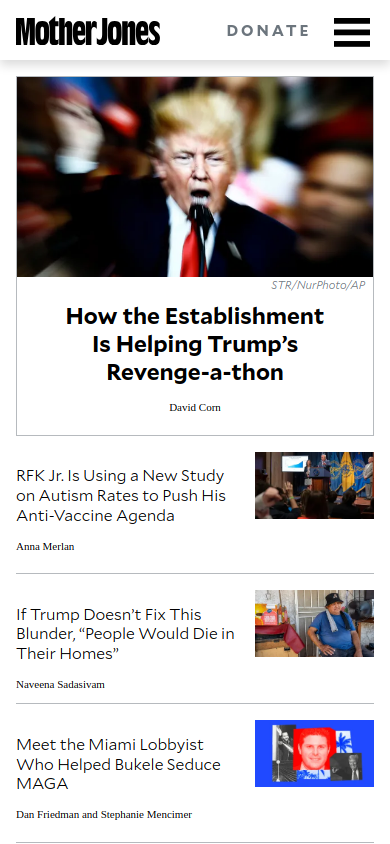 Mother Jones
DONATE
STR/NurPhoto/AP
How the Establishment
Is Helping Trump’s
Revenge-a-thon
David Corn
RFK Jr. Is Using a New Study
on Autism Rates to Push His
Anti-Vaccine Agenda
Anna Merlan
If Trump Doesn’t Fix This
Blunder, “People Would Die in
Their Homes”
Naveena Sadasivam
Meet the Miami Lobbyist
Who Helped Bukele Seduce
MAGA
Dan Friedman and Stephanie Mencimer